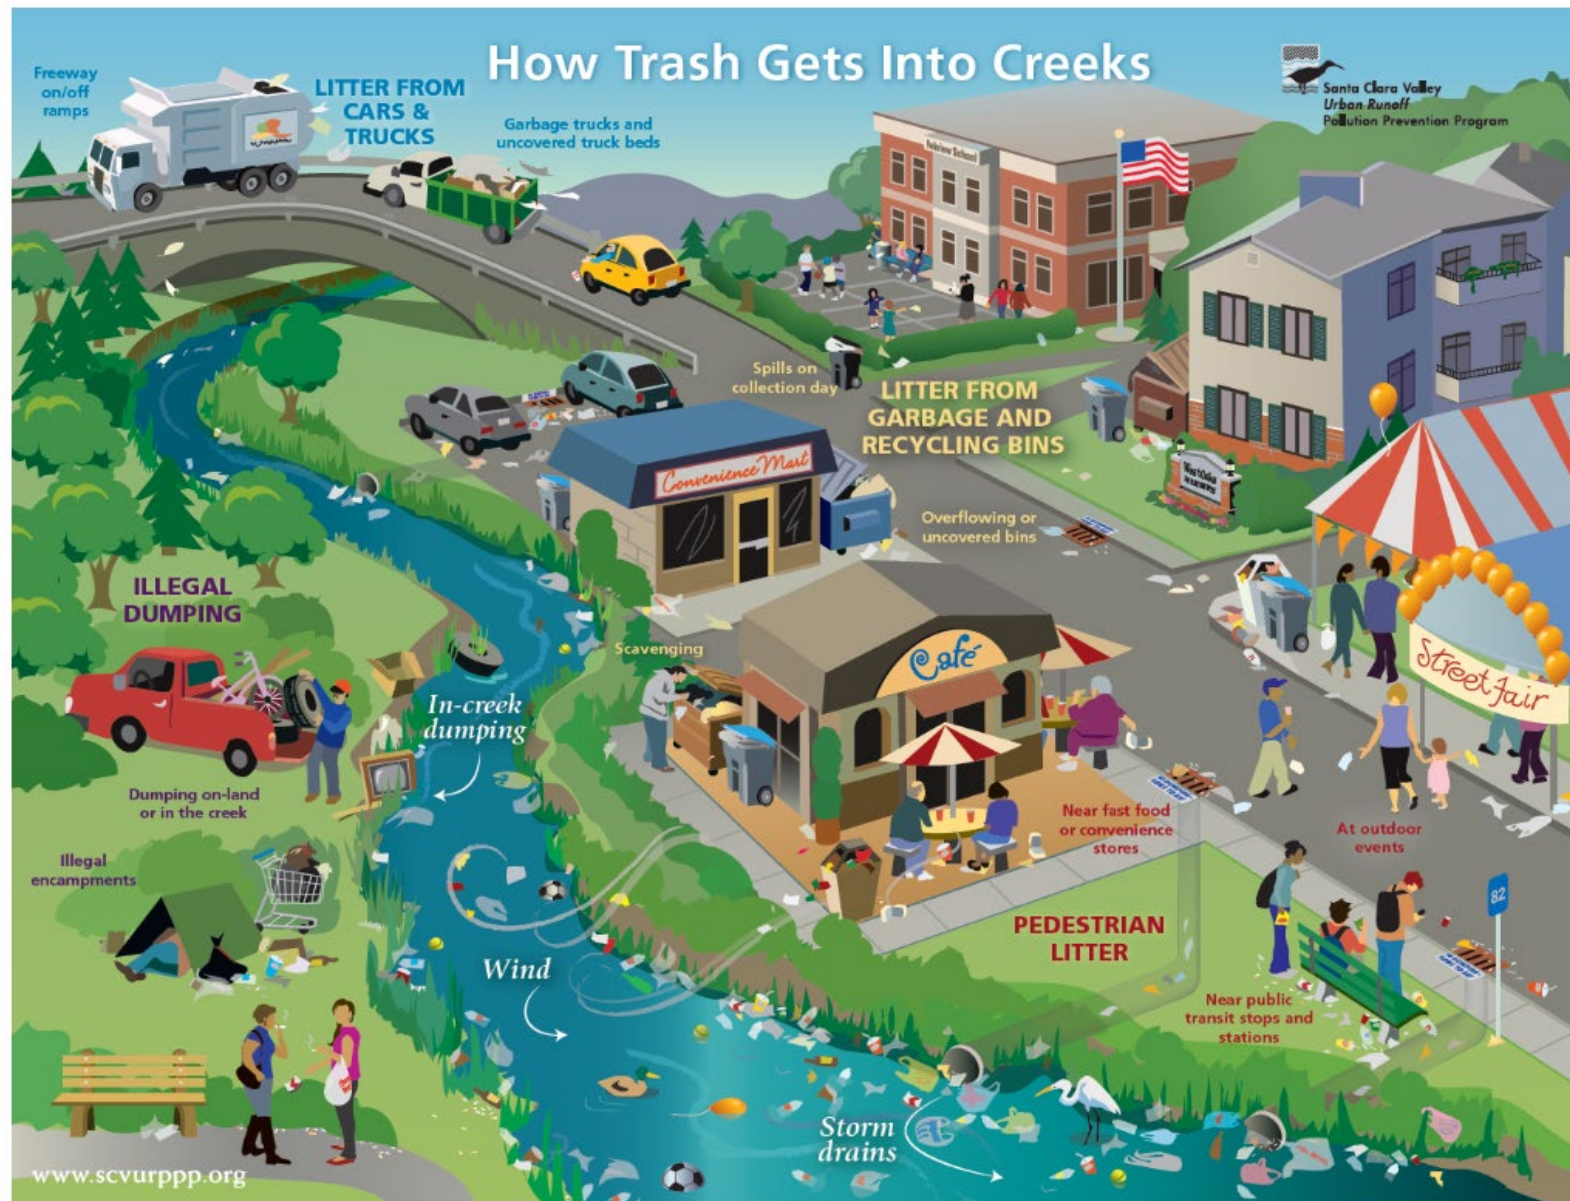 How Trash Gets Into Creeks
Santa Clara Valley
Urban Runoff
Pollution Prevention Program
Freeway
on/off
ramps
LITTER FROM
CARS &
TRUCKS
Garbage trucks and
uncovered truck beds
Fairview School
Spills on
collection day
LITTER FROM
GARBAGE AND
RECYCLING BINS
Convenience Mart
Overflowing or
uncovered bins
ILLEGAL
DUMPING
Scavenging
Café
Street Fair
In-creek
dumping
Dumping on-land
or in the creek
Near fast food
or convenience
stores
At outdoor
events
Illegal
encampments
82
PEDESTRIAN
LITTER
Wind
Near public
transit stops and
stations
Storm
drains
www.scvurppp.org